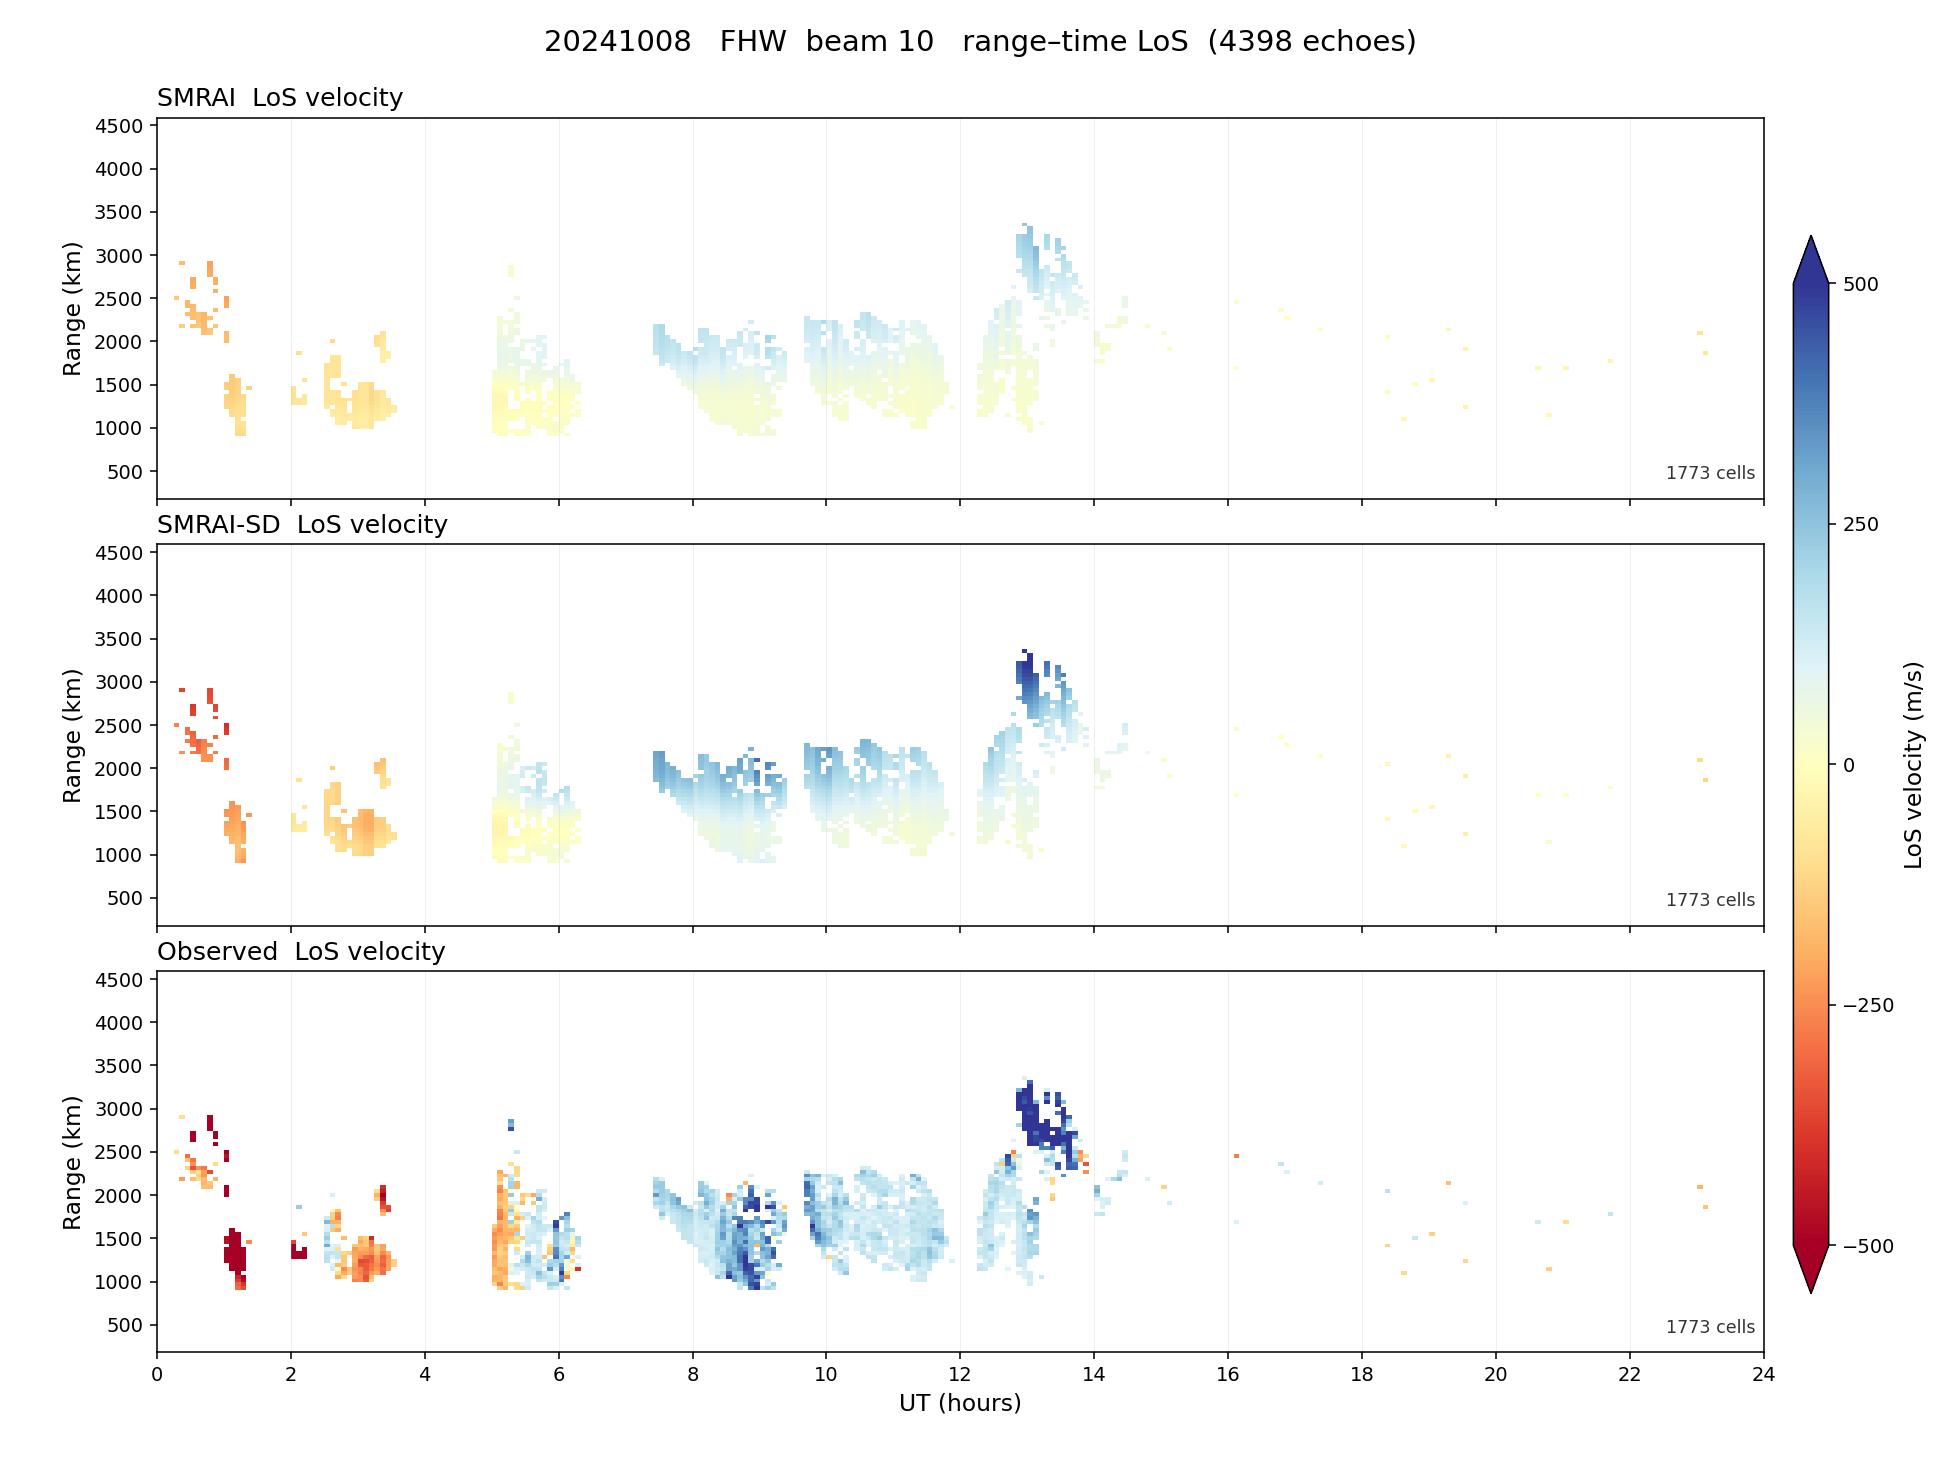 20241008   FHW  beam 10   range–time LoS  (4398 echoes)
SMRAI  LoS velocity
4500
4000
3500
3000
2500
2000
1500
1000
500
Range (km)
1773 cells
SMRAI-SD  LoS velocity
4500
4000
3500
3000
2500
2000
1500
1000
500
Range (km)
1773 cells
Observed  LoS velocity
4500
4000
3500
3000
2500
2000
1500
1000
500
Range (km)
1773 cells
0 2 4 6 8 10 12 14 16 18 20 22 24
UT (hours)
500
250
0
−250
−500
LoS velocity (m/s)